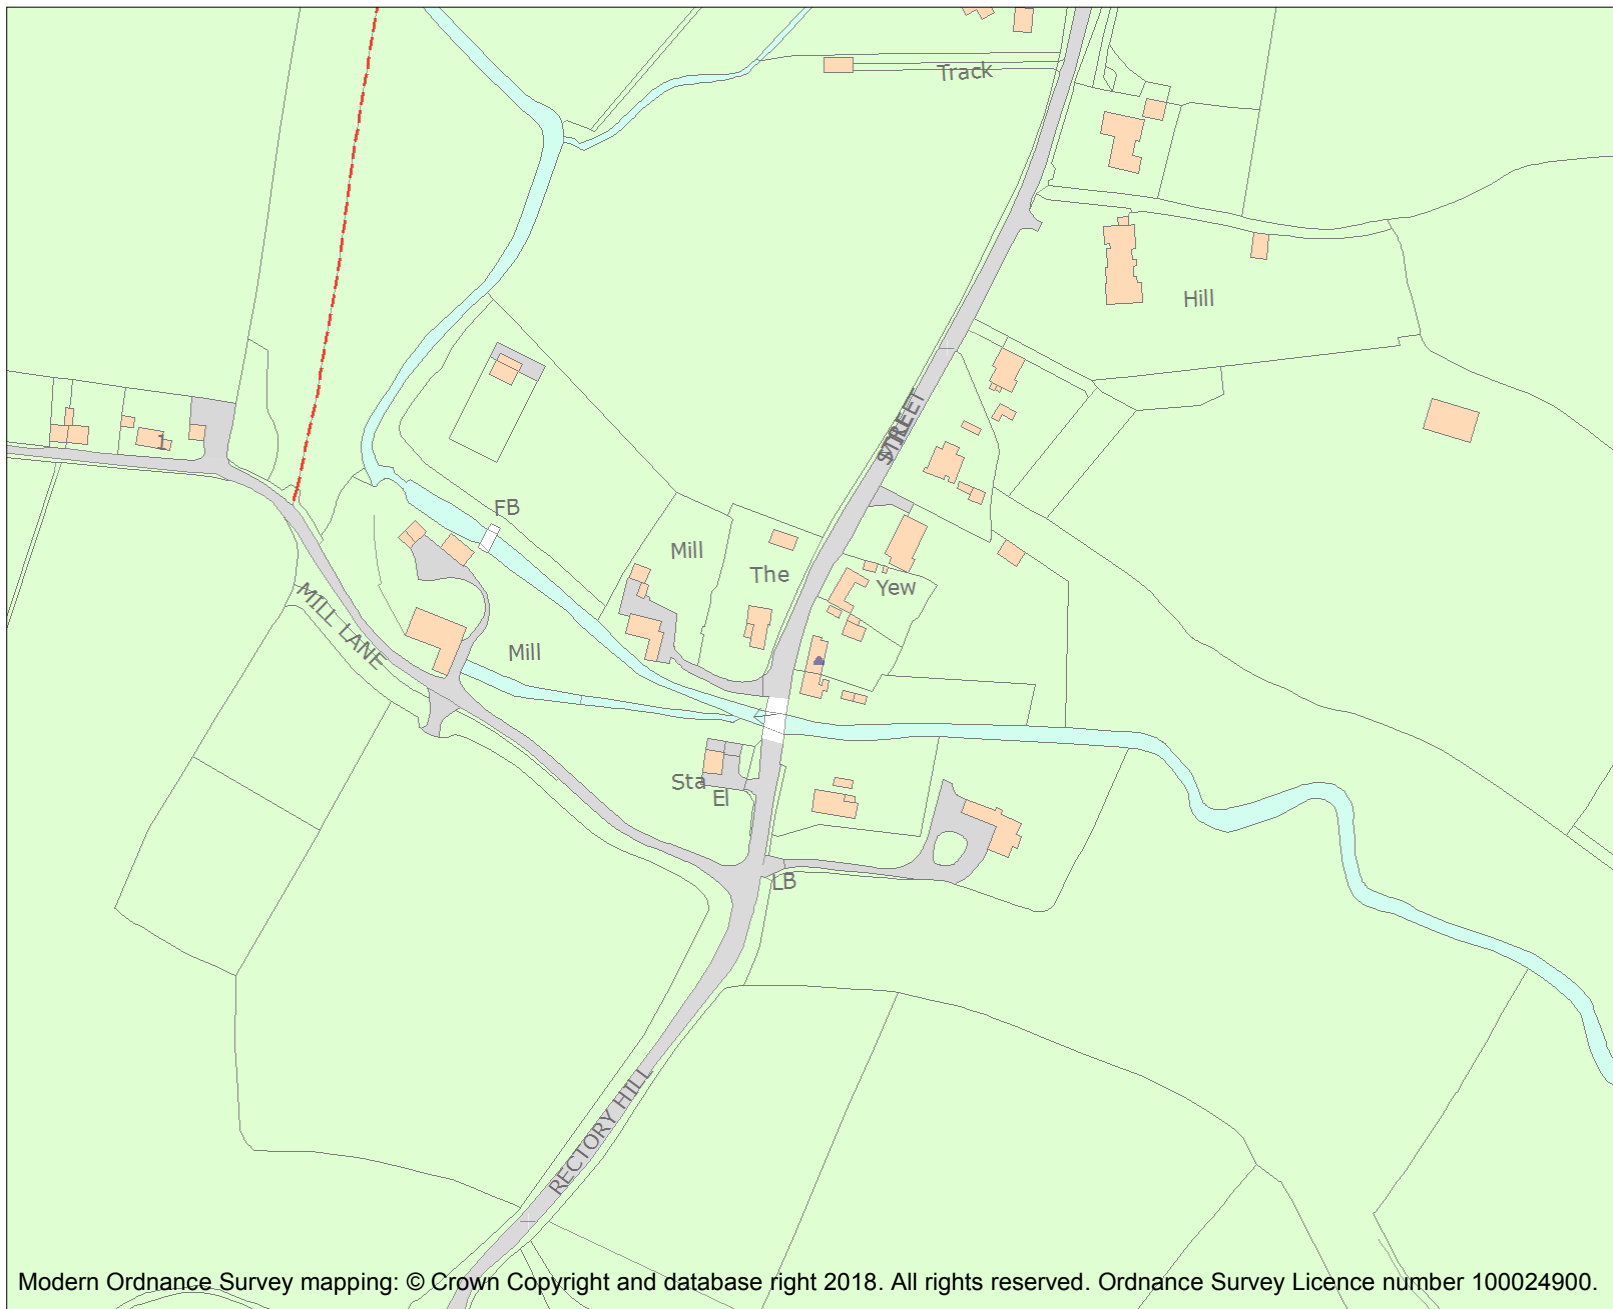 Track
Hill
STREET
1
FB
Mill
The
Yew
MILL LANE
Mill
Sta
El
LB
RECTORY HILL
Modern Ordnance Survey mapping: © Crown Copyright and database right 2018. All rights reserved. Ordnance Survey Licence number 100024900.